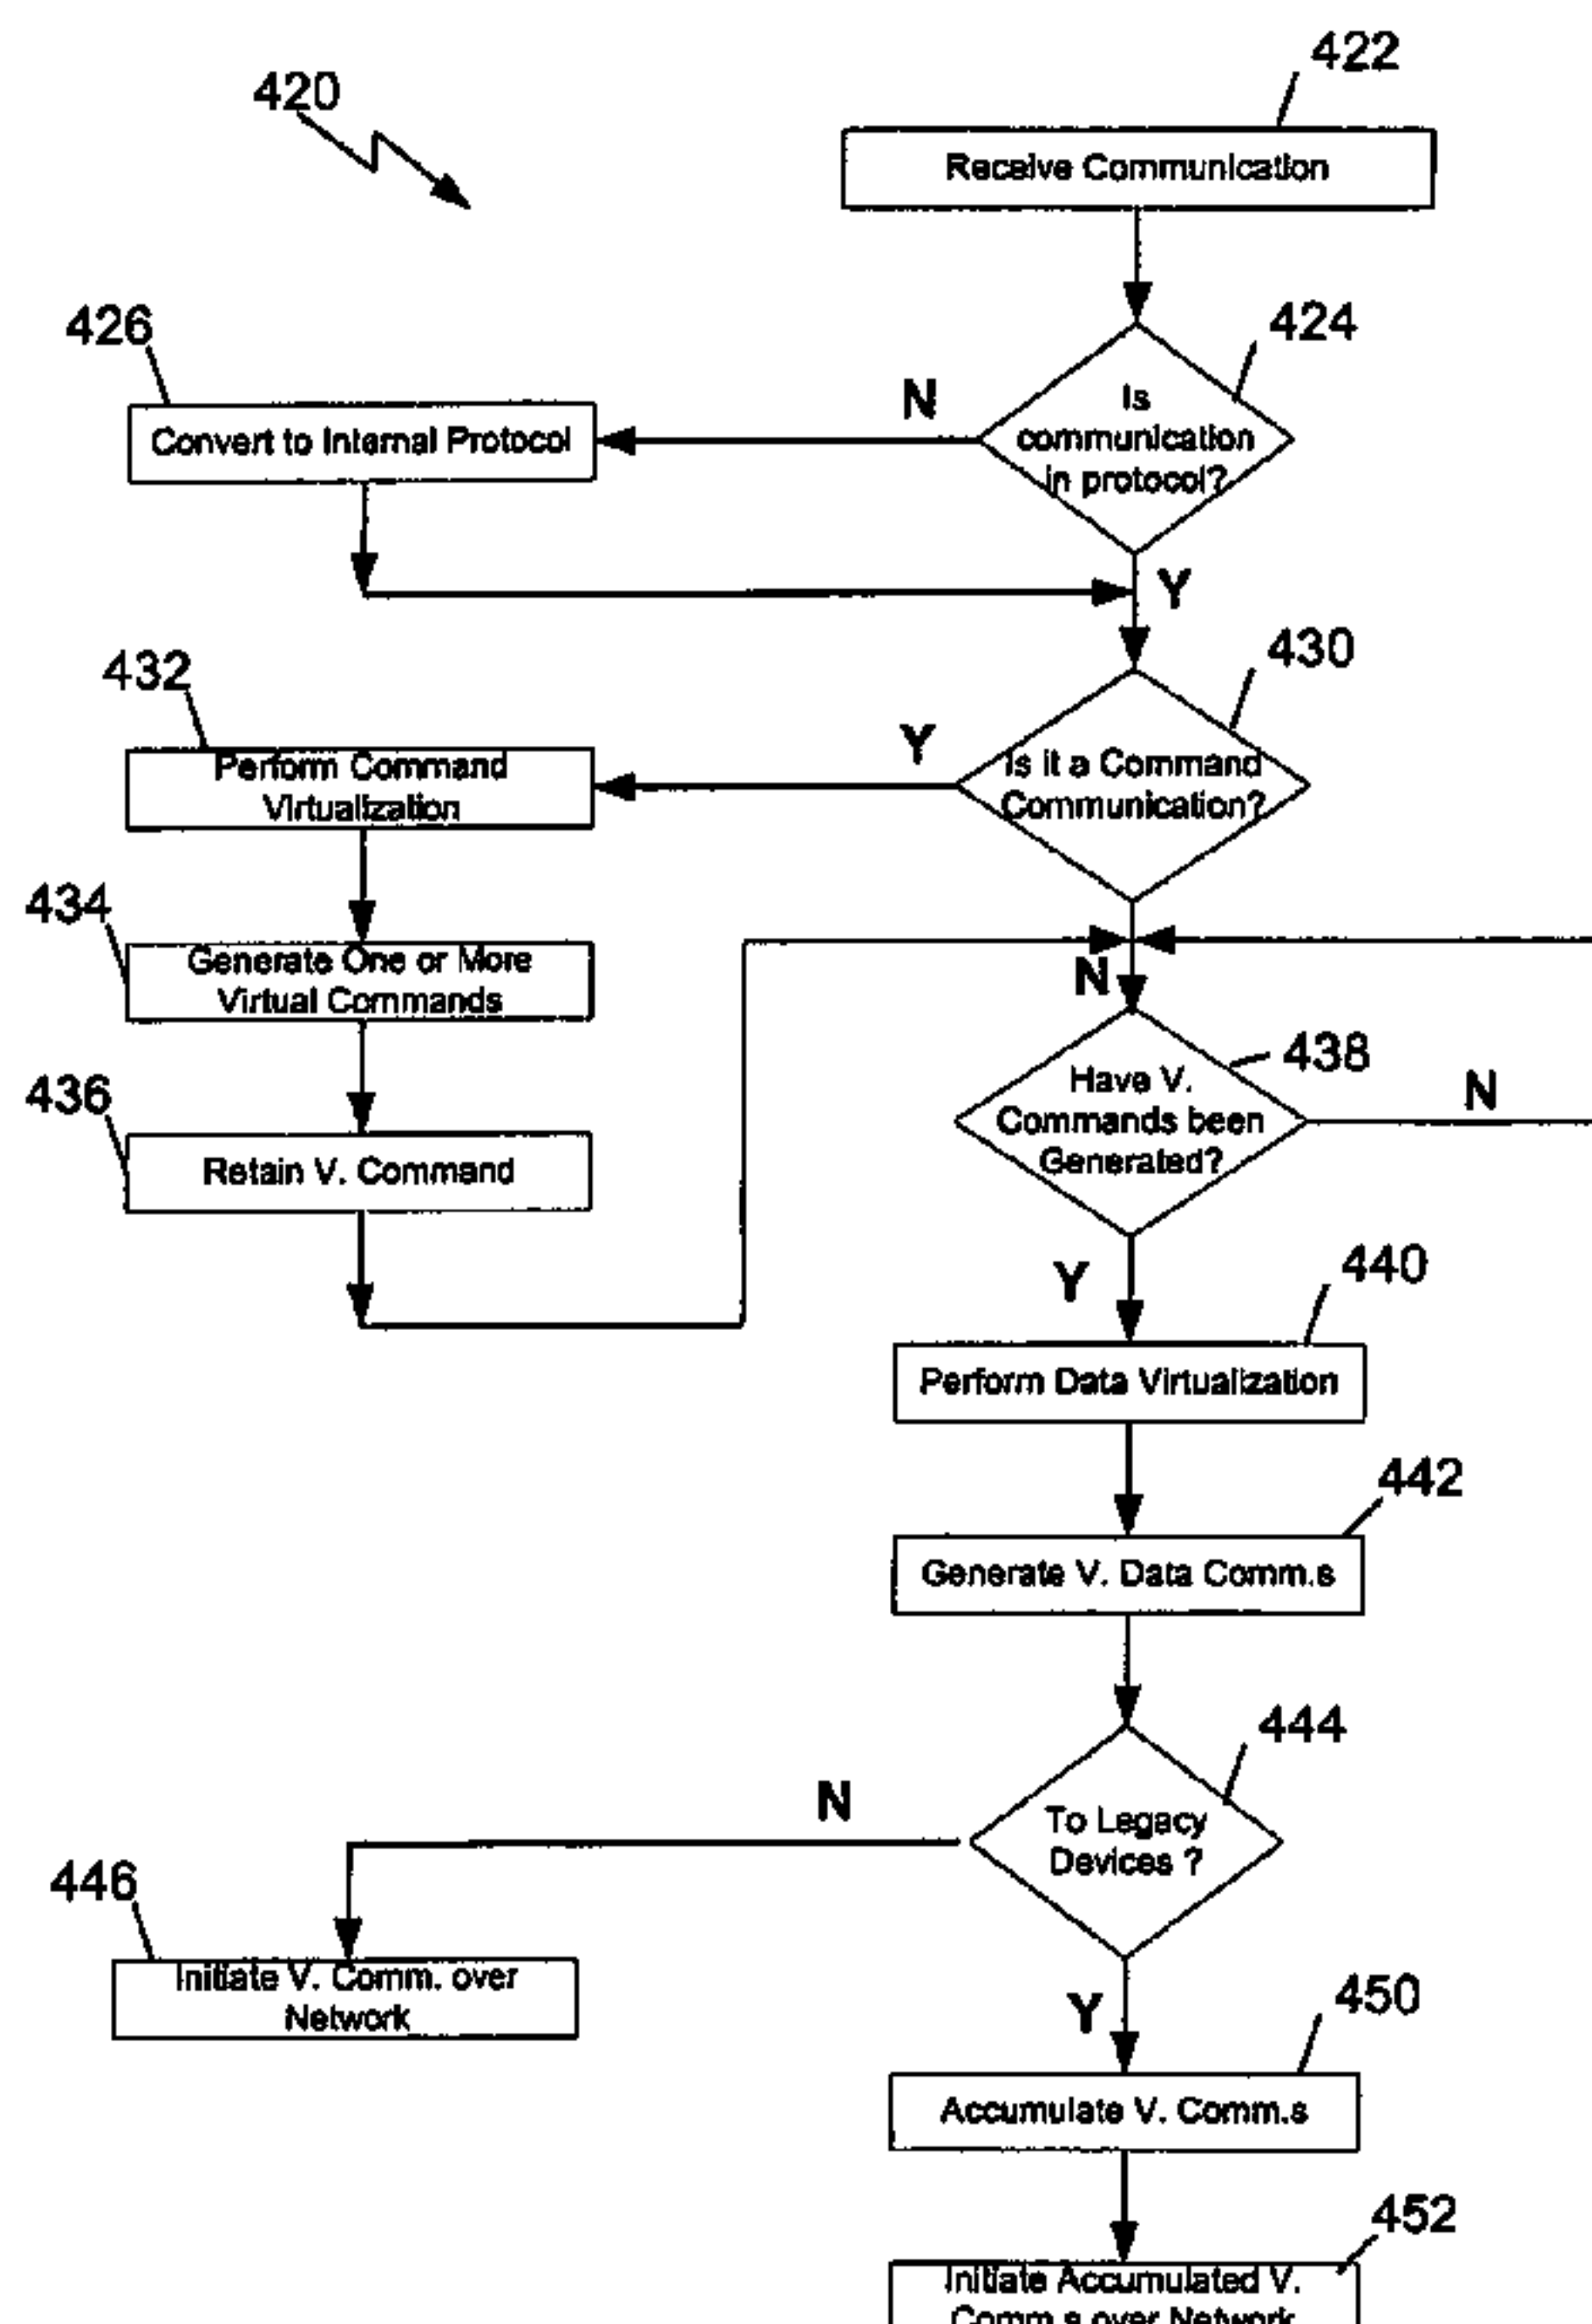 420
422
Receive Communication
424
Is
communication
in protocol?
N
426
Convert to Internal Protocol
Y
430
Is it a Command
Communication?
Y
432
Perform Command
Virtualization
434
Generate One or More
Virtual Commands
436
Retain V. Command
N
438
Have V.
Commands been
Generated?
N
Y
440
Perform Data Virtualization
442
Generate V. Data Comm.s
444
To Legacy
Devices ?
N
446
Initiate V. Comm. over
Network
Y
450
Accumulate V. Comm.s
452
Initiate Accumulated V.
Comm.s over Network